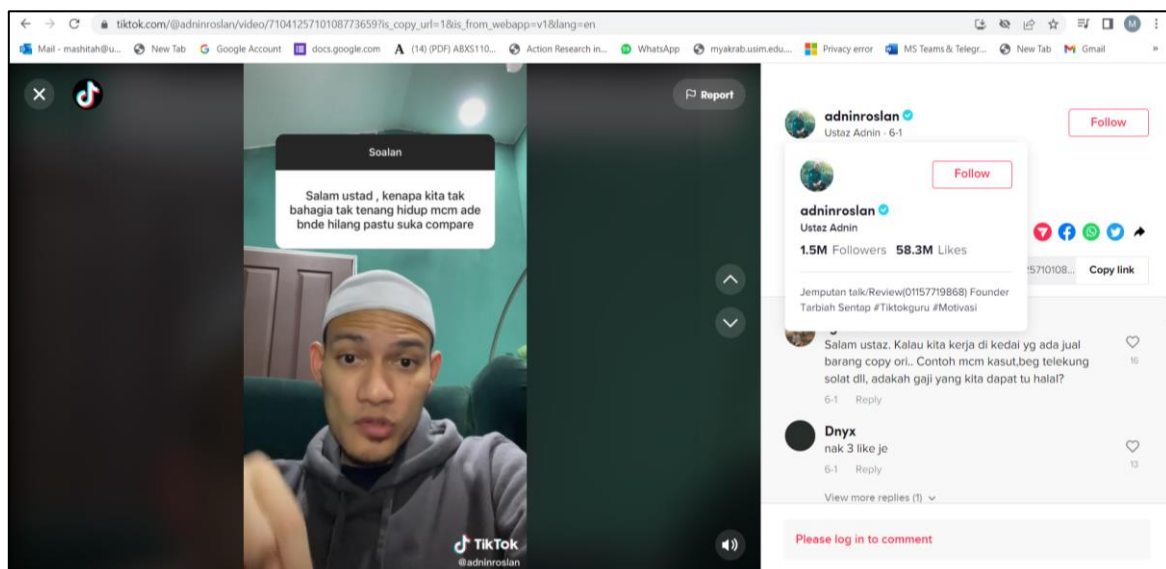 tiktok.com/@adninroslan/video/7104125710108773659?is_copy_url=1&is_from_webapp=v1&lang=en
M
Mail - mashitah@u...
New Tab
Google Account
docs.google.com
(14) (PDF) ABXS110...
Action Research in...
WhatsApp
myakrab.usim.edu....
Privacy error
MS Teams & Telegr...
New Tab
Gmail
»
Report
Soalan
Salam ustad , kenapa kita tak
bahagia tak tenang hidup mcm ade
bnde hilang pastu suka compare
TikTok
@adninroslan
adninroslan
Ustaz Admin · 6-1
Follow
Follow
adninroslan
Ustaz Admin
1.5M Followers 58.3M Likes
Jemputan talk/Review(01157719868) Founder
Tarbiah Sentap #Tiktokguru #Motivasi
5710108...
Copy link
Salam ustaz. Kalau kita kerja di kedai yg ada jual
barang copy ori.. Contoh mcm kasut,beg telekung
solat dll, adakah gaji yang kita dapat tu halal?
16
6-1 Reply
Dnyx
nak 3 like je
13
6-1 Reply
View more replies (1)
Please log in to comment